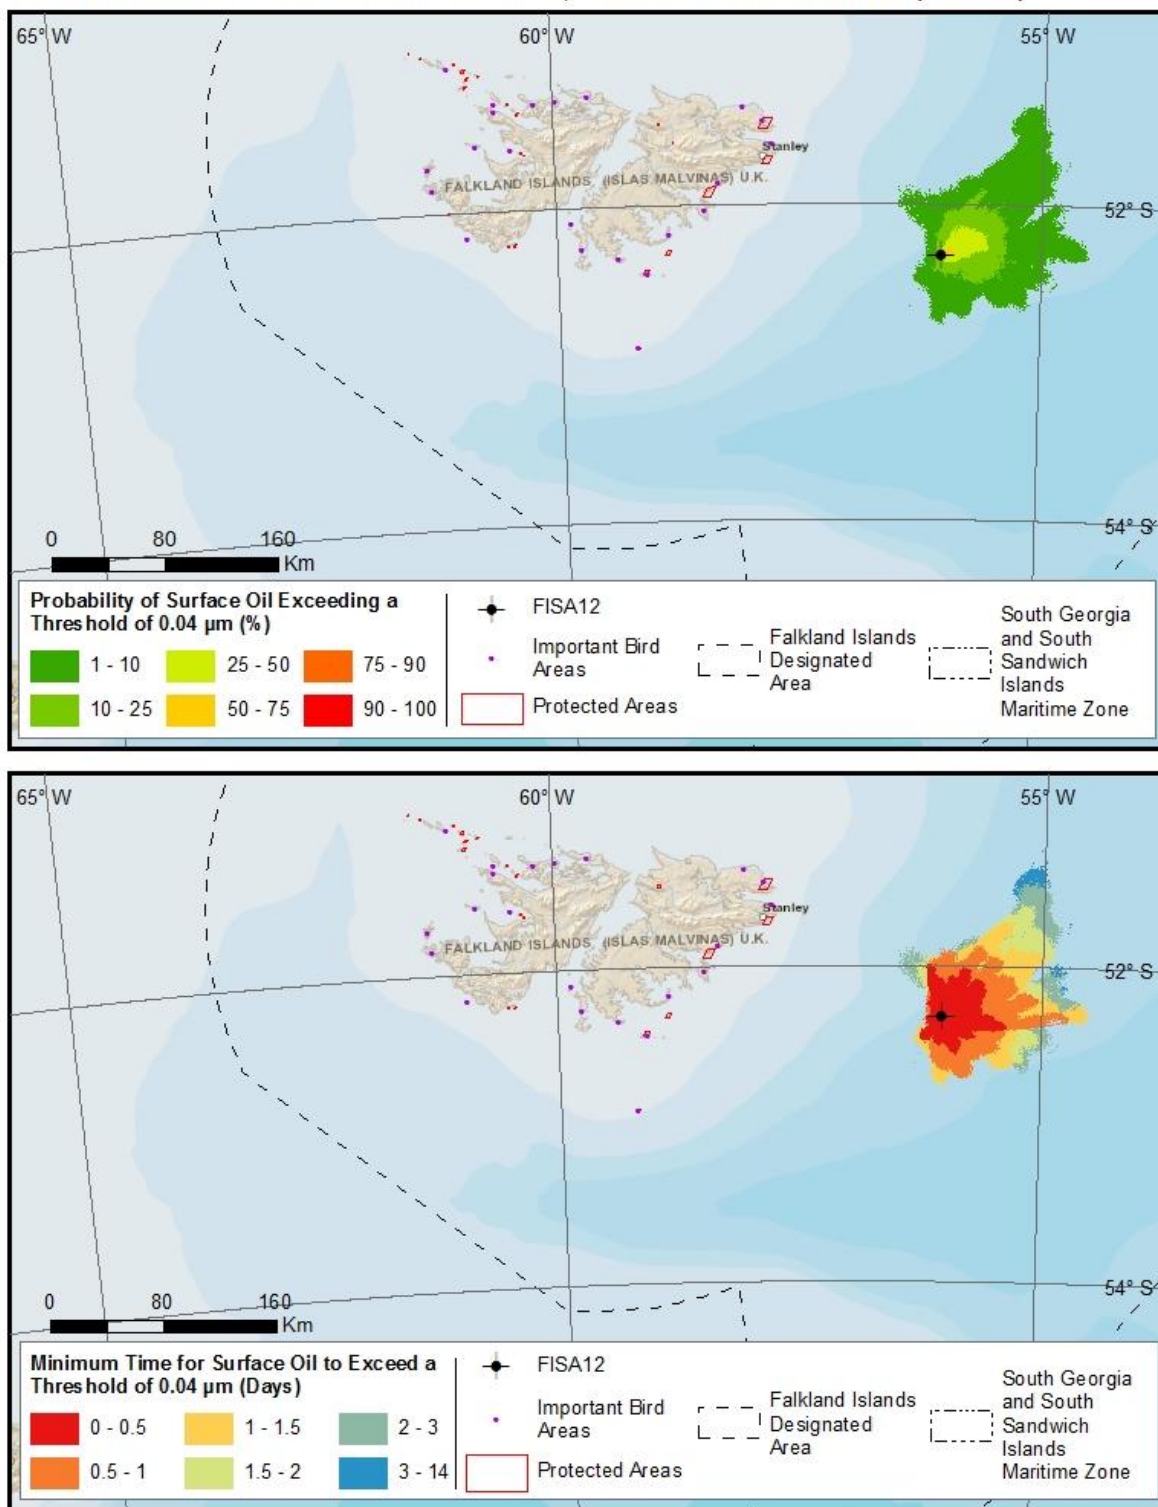 65° W
60° W
55° W
Stanley
FALKLAND ISLANDS (ISLAS MALVINAS) U.K.
52° S
54° S
0 80 160
Km
Probability of Surface Oil Exceeding a
Threshold of 0.04 µm (%)
1 - 10
25 - 50
75 - 90
10 - 25
50 - 75
90 - 100
FISA12
Important Bird
Areas
Protected Areas
Falkland Islands
Designated
Area
South Georgia
and South
Sandwich
Islands
Maritime Zone
65° W
60° W
55° W
Stanley
FALKLAND ISLANDS (ISLAS MALVINAS) U.K.
52° S
54° S
0 80 160
Km
Minimum Time for Surface Oil to Exceed a
Threshold of 0.04 µm (Days)
0 - 0.5
1 - 1.5
2 - 3
0.5 - 1
1.5 - 2
3 - 14
FISA12
Important Bird
Areas
Protected Areas
Falkland Islands
Designated
Area
South Georgia
and South
Sandwich
Islands
Maritime Zone